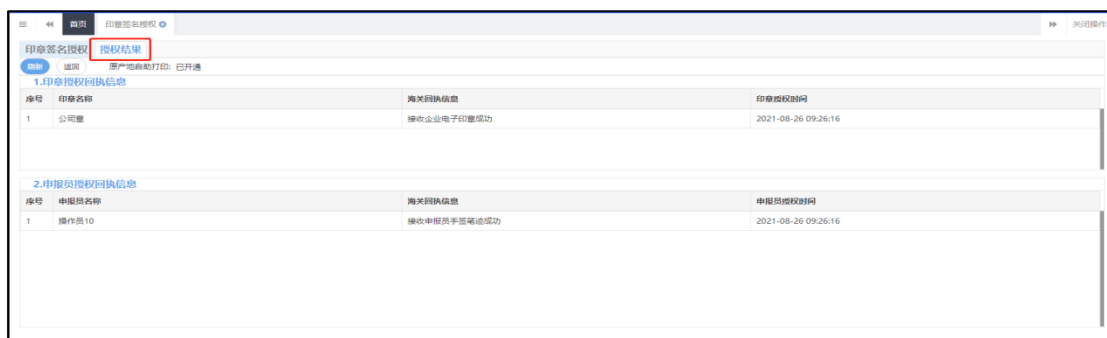 首页 印章签名授权 关闭操作
印章签名授权 授权结果
刷新 返回 原产地自助打印: 已开通
1.印章授权回执信息
序号 印章名称 海关回执信息 印章授权时间
1 公司章 接收企业电子印章成功 2021-08-26 09:26:16
2.申报员授权回执信息
序号 申报员名称 海关回执信息 申报员授权时间
1 操作员10 接收申报员手签笔迹成功 2021-08-26 09:26:16